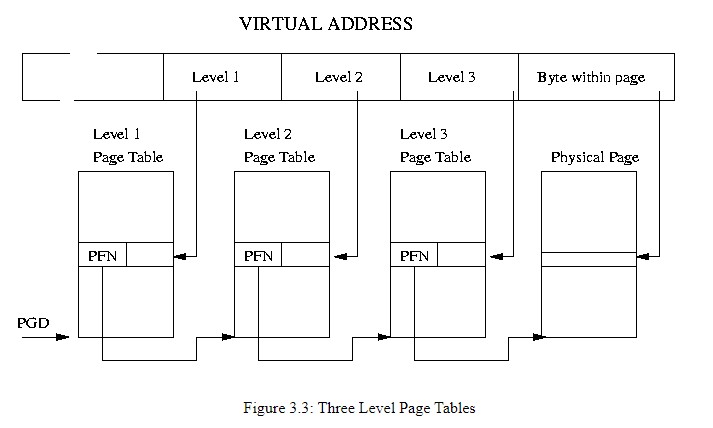 VIRTUAL ADDRESS
Level 1
Level 2
Level 3
Byte within page
Level 1
Page Table
Level 2
Page Table
Level 3
Page Table
Physical Page
PFN
PFN
PFN
PGD
Figure 3.3: Three Level Page Tables